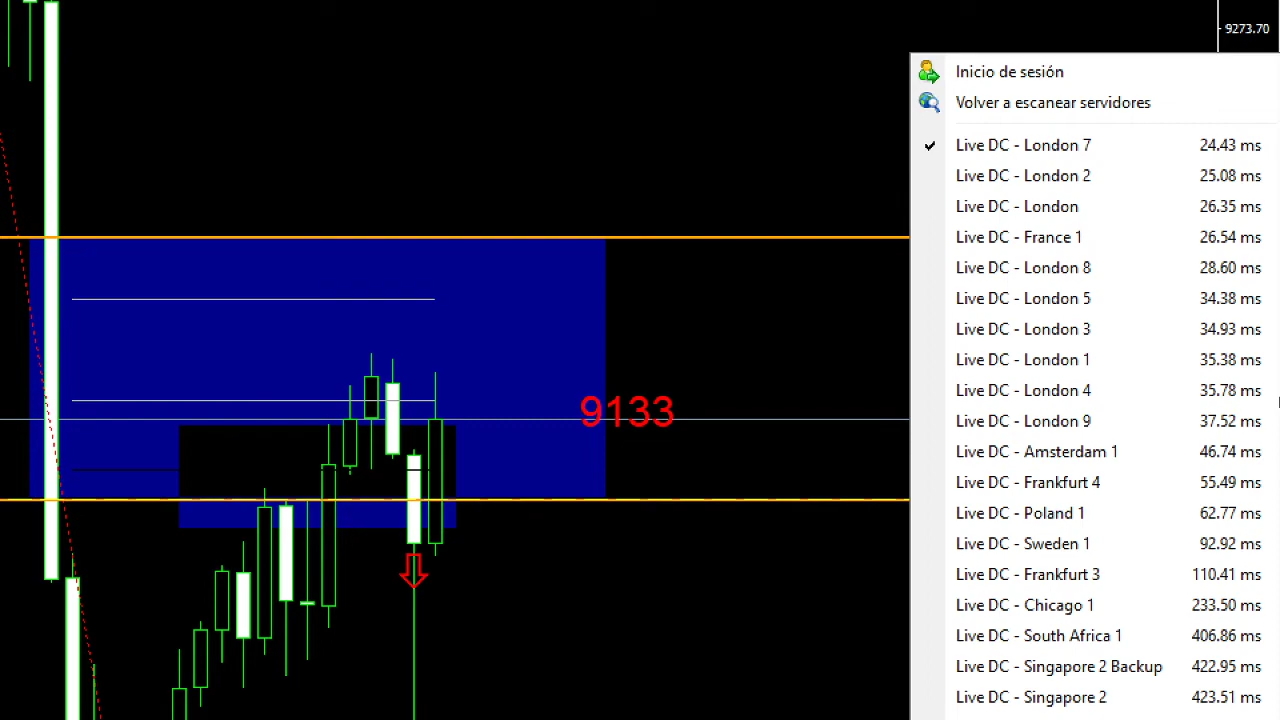 9273.70
Inicio de sesión
Volver a escanear servidores
Live DC - London 7 24.43 ms
Live DC - London 2 25.08 ms
Live DC - London 26.35 ms
Live DC - France 1 26.54 ms
Live DC - London 8 28.60 ms
Live DC - London 5 34.38 ms
Live DC - London 3 34.93 ms
Live DC - London 1 35.38 ms
Live DC - London 4 35.78 ms
9133
Live DC - London 9 37.52 ms
Live DC - Amsterdam 1 46.74 ms
Live DC - Frankfurt 4 55.49 ms
Live DC - Poland 1 62.77 ms
Live DC - Sweden 1 92.92 ms
Live DC - Frankfurt 3 110.41 ms
Live DC - Chicago 1 233.50 ms
Live DC - South Africa 1 406.86 ms
Live DC - Singapore 2 Backup 422.95 ms
Live DC - Singapore 2 423.51 ms